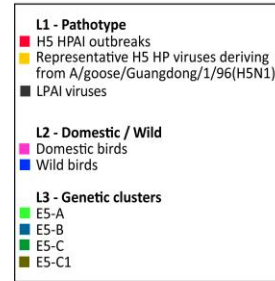 L1 - Pathotype
H5 HPAI outbreaks
Representative H5 HP viruses deriving
from A/goose/Guangdong/1/96(H5N1)
LPAI viruses
L2 - Domestic / Wild
Domestic birds
Wild birds
L3 - Genetic clusters
E5-A
E5-B
E5-C
E5-C1